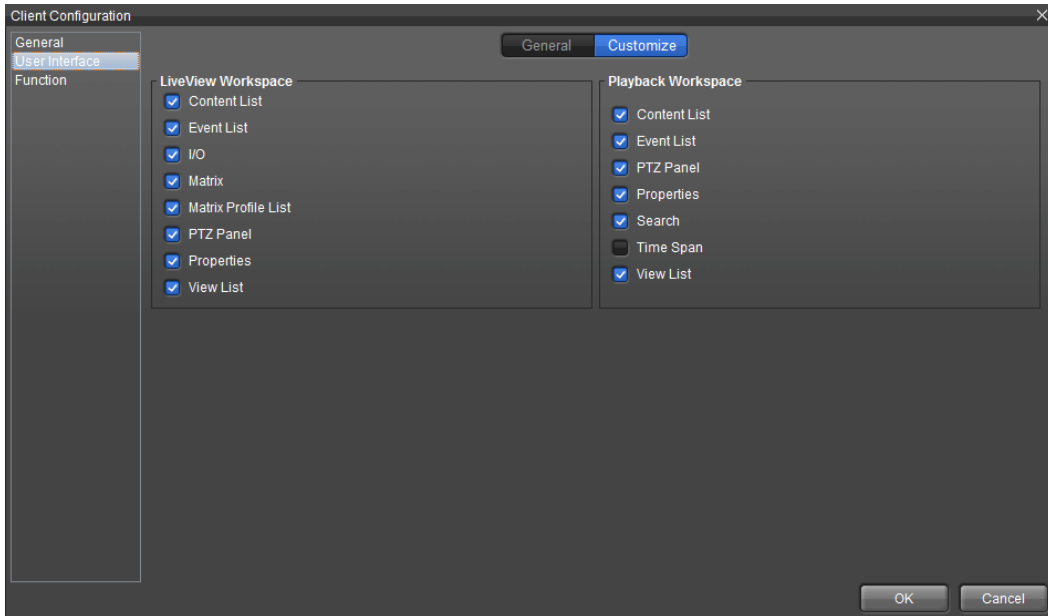 Client Configuration
General
User Interface
Function
General
Customize
LiveView Workspace
Content List
Event List
I/O
Matrix
Matrix Profile List
PTZ Panel
Properties
View List
Playback Workspace
Content List
Event List
PTZ Panel
Properties
Search
Time Span
View List
OK
Cancel